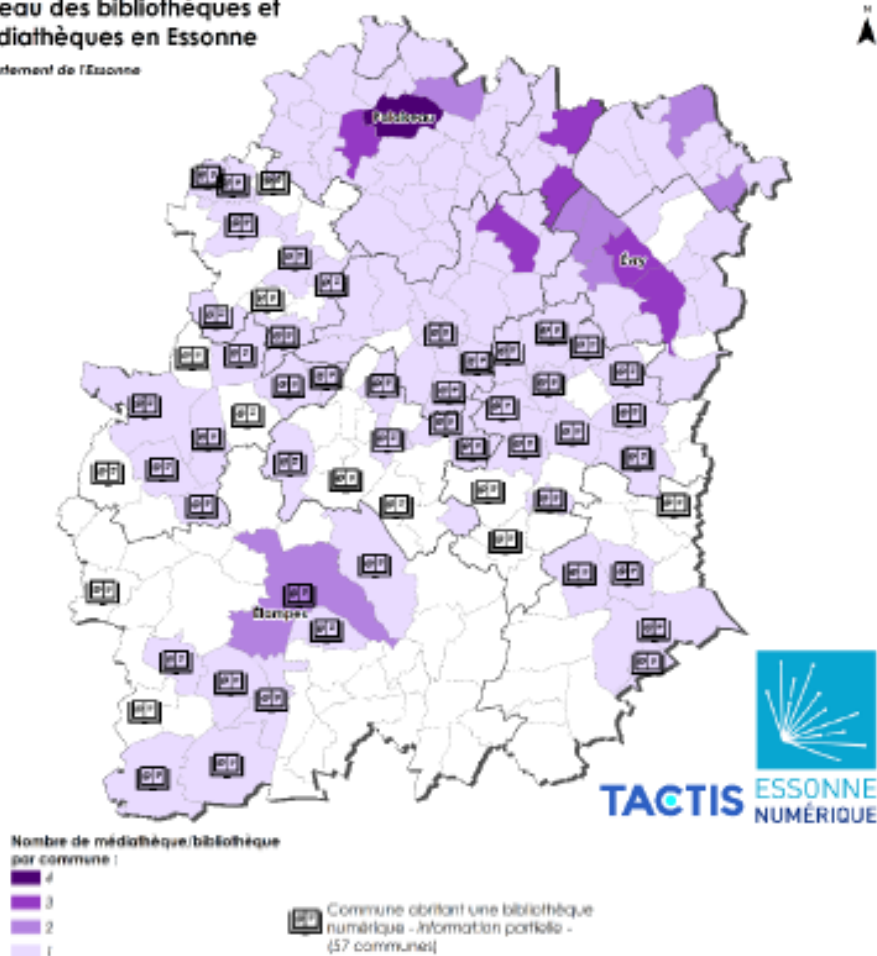 eau des bibliothèques et
diathèques en Essonne
rtement de l'Essonne
N
Palaiseau
Évry
Étampes
TACTIS
ESSONNE
NUMÉRIQUE
Nombre de médiathèque/bibliothèque
par commune :
4
3
2
1
Commune abritant une bibliothèque
numérique - Information partielle -
(57 communes)